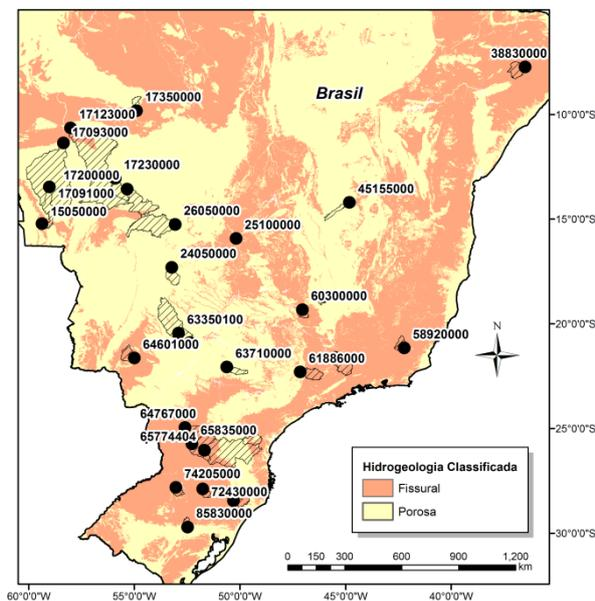 38830000
Brasil
17350000
17123000
17093000
10°0'0"S
17200000
17230000
17091000
45155000
15050000
26050000
25100000
15°0'0"S
24050000
60300000
63350100
58920000
20°0'0"S
N
64601000
63710000
61886000
64767000
65835000
65774404
25°0'0"S
74205000
72430000
85830000
Hidrogeologia Classificada
Fissural
Porosa
30°0'0"S
0 150 300 600 900 1,200
km
60°0'0"W 55°0'0"W 50°0'0"W 45°0'0"W 40°0'0"W